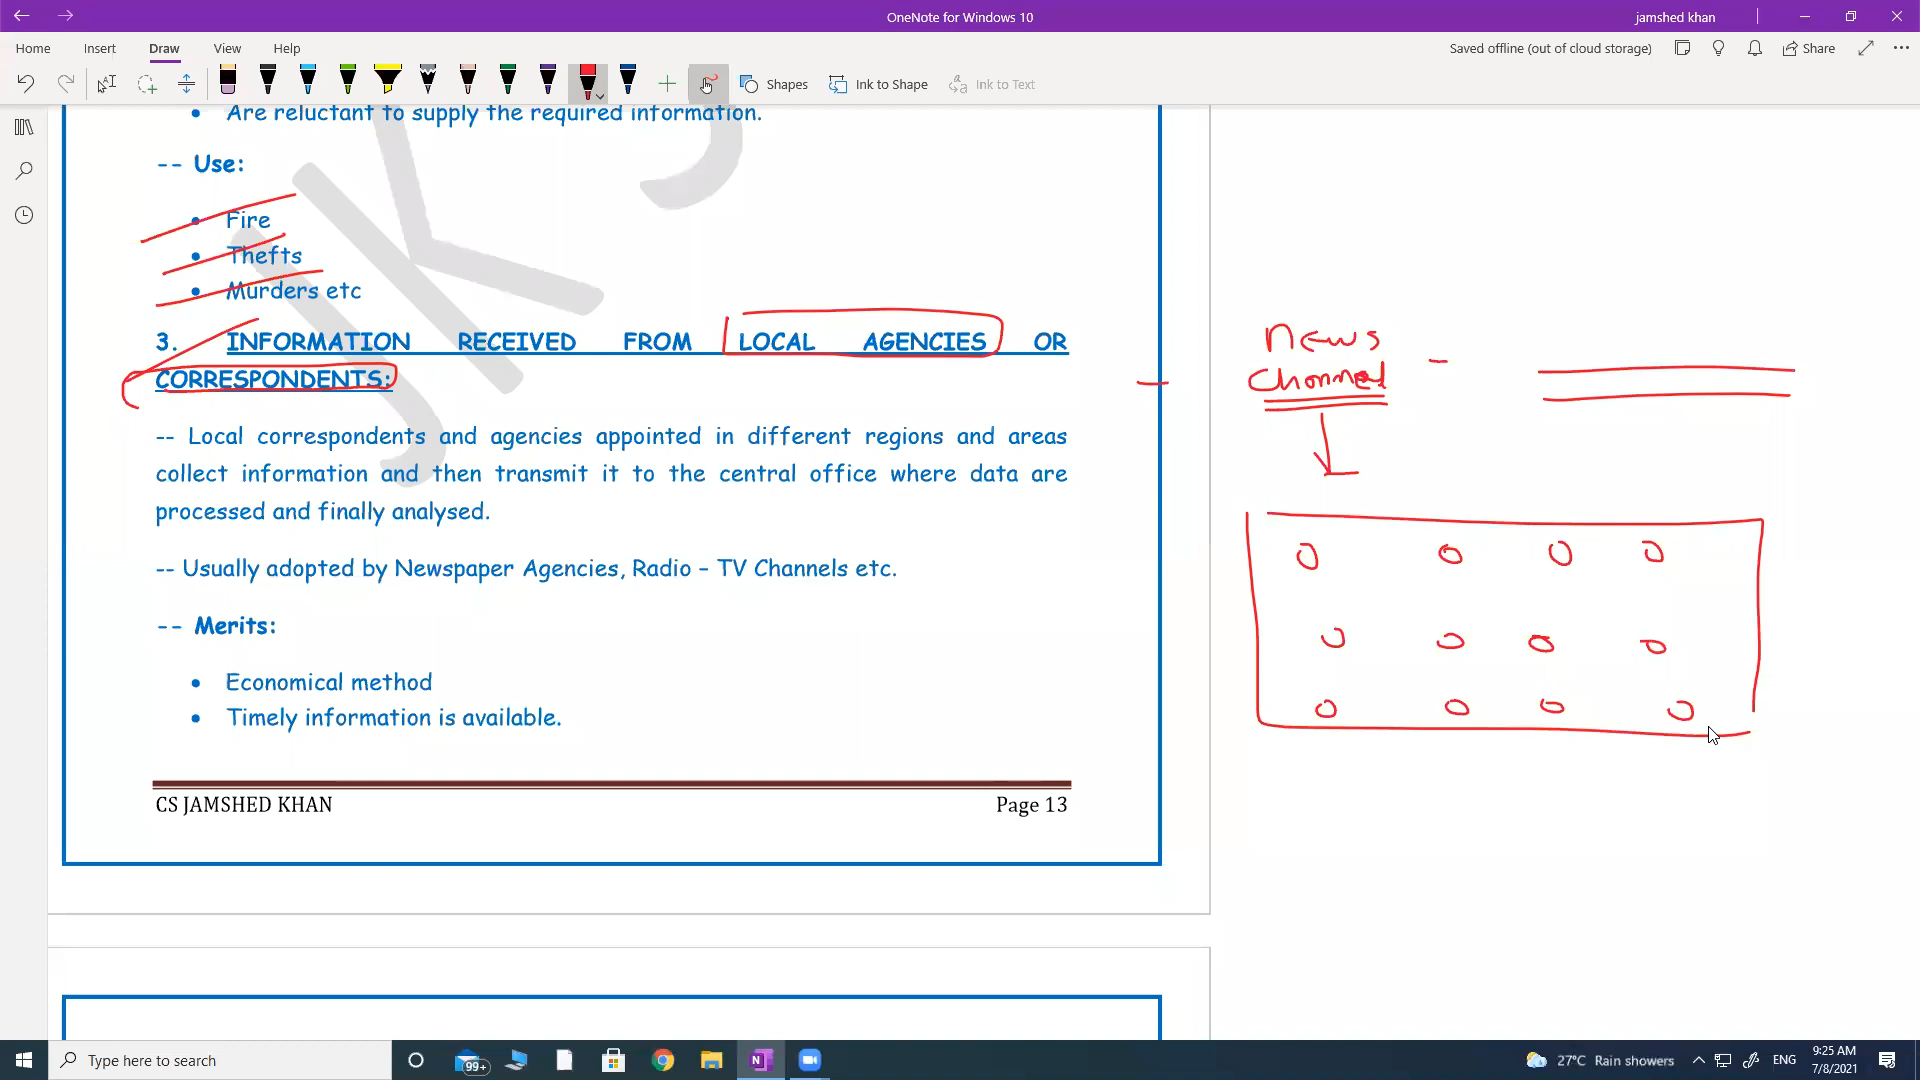 OneNote for Windows 10
jamshed khan
Home Insert Draw View Help
Saved offline (out of cloud storage)
Share
Shapes
Ink to Shape
Ink to Text
• Are reluctant to supply the required information.
-- Use:
• Fire
• Thefts
• Murders etc
3. INFORMATION RECEIVED FROM LOCAL AGENCIES OR
CORRESPONDENTS:
-- Local correspondents and agencies appointed in different regions and areas
collect information and then transmit it to the central office where data are
processed and finally analysed.
-- Usually adopted by Newspaper Agencies, Radio – TV Channels etc.
-- Merits:
• Economical method
• Timely information is available.
CS JAMSHED KHAN Page 13
News
Channel
JK S
Type here to search
99+
27°C Rain showers
ENG
9:25 AM
7/8/2021